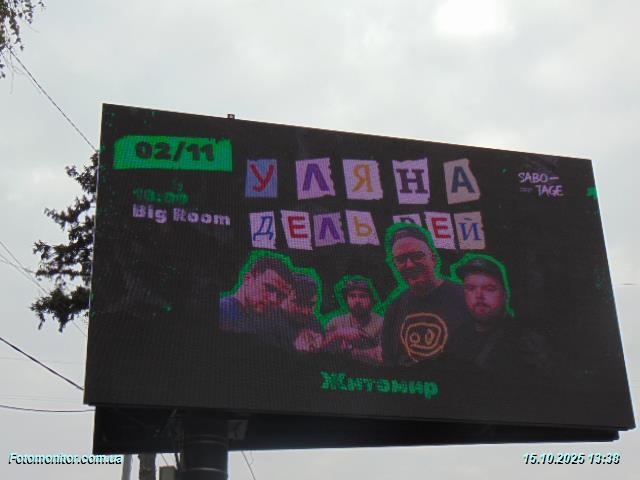 02/11
Big Room
УЛЯНА
ДЕЛЬ РЕЙ
SABO—
TAGE
Житомир
Fotomonitor.com.ua
15.10.2025 13:38